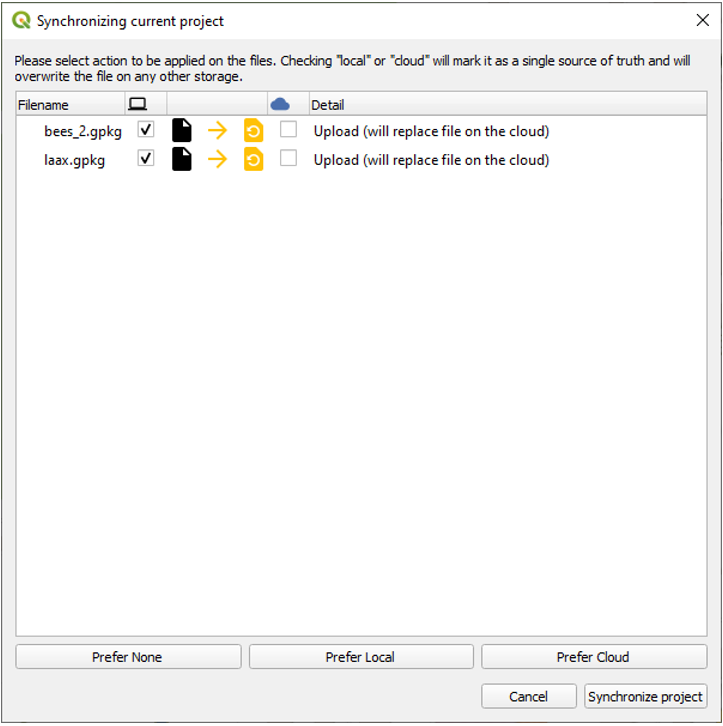 Synchronizing current project
Please select action to be applied on the files. Checking "local" or "cloud" will mark it as a single source of truth and will
overwrite the file on any other storage.
Filename Detail
bees_2.gpkg Upload (will replace file on the cloud)
laax.gpkg Upload (will replace file on the cloud)
Prefer None Prefer Local Prefer Cloud
Cancel Synchronize project